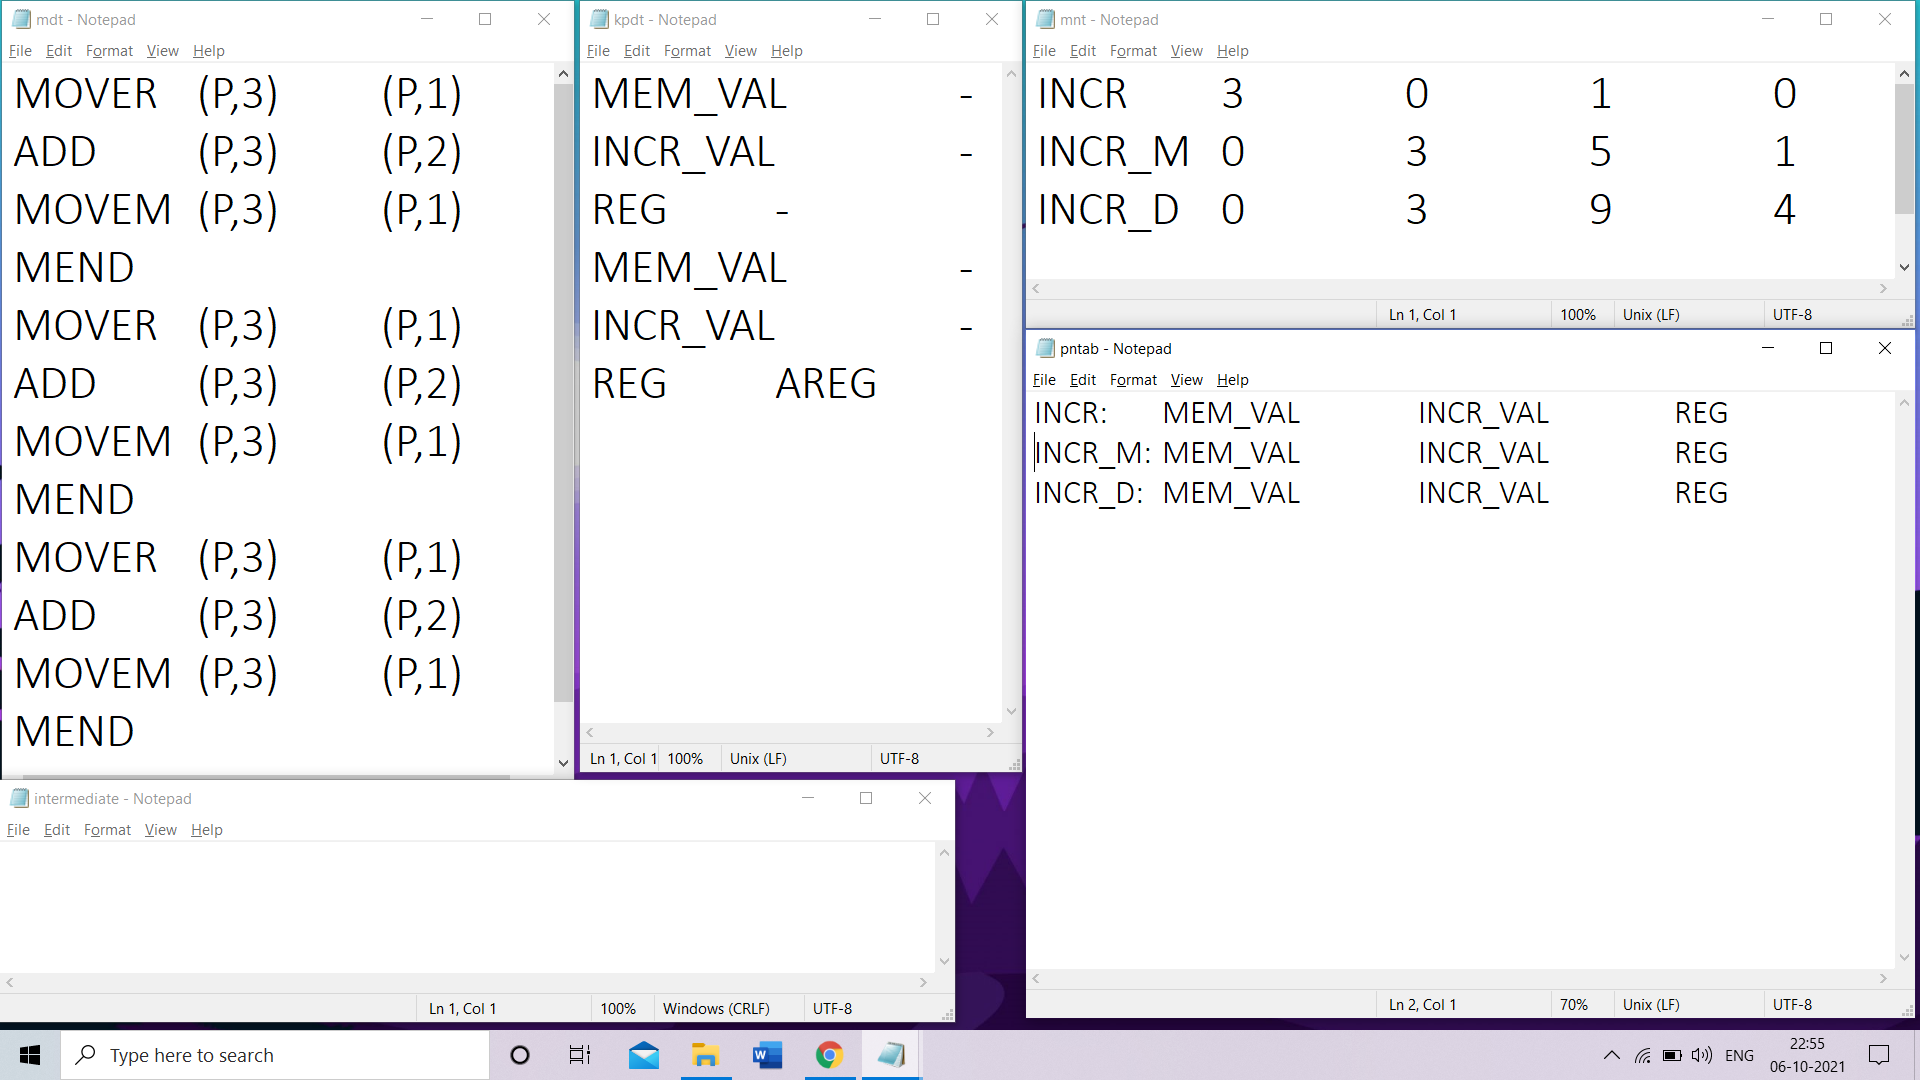 mdt - Notepad
File Edit Format View Help
MOVER (P,3) (P,1)
ADD (P,3) (P,2)
MOVEM (P,3) (P,1)
MEND
MOVER (P,3) (P,1)
ADD (P,3) (P,2)
MOVEM (P,3) (P,1)
MEND
MOVER (P,3) (P,1)
ADD (P,3) (P,2)
MOVEM (P,3) (P,1)
MEND
kpdt - Notepad
File Edit Format View Help
MEM_VAL -
INCR_VAL -
REG -
MEM_VAL -
INCR_VAL -
REG AREG
Ln 1, Col 1 100% Unix (LF) UTF-8
mnt - Notepad
File Edit Format View Help
INCR 3 0 1 0
INCR_M 0 3 5 1
INCR_D 0 3 9 4
Ln 1, Col 1 100% Unix (LF) UTF-8
pntab - Notepad
File Edit Format View Help
INCR: MEM_VAL INCR_VAL REG
INCR_M: MEM_VAL INCR_VAL REG
INCR_D: MEM_VAL INCR_VAL REG
Ln 2, Col 1 70% Unix (LF) UTF-8
intermediate - Notepad
File Edit Format View Help
Ln 1, Col 1 100% Windows (CRLF) UTF-8
Type here to search
W
ENG
22:55
06-10-2021